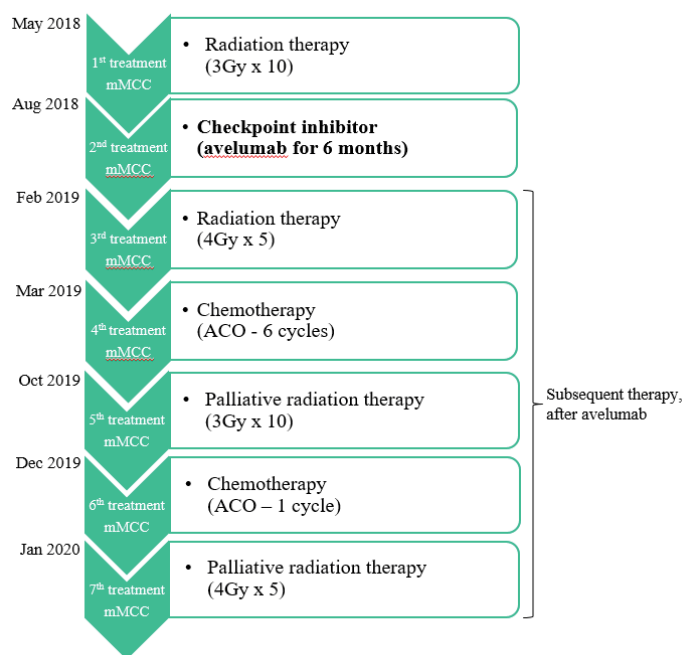 May 2018
1st treatment
mMCC
• Radiation therapy
(3Gy x 10)
Aug 2018
2nd treatment
mMCC
• Checkpoint inhibitor
(avelumab for 6 months)
Feb 2019
3rd treatment
mMCC
• Radiation therapy
(4Gy x 5)
Mar 2019
4th treatment
mMCC
• Chemotherapy
(ACO - 6 cycles)
Oct 2019
5th treatment
mMCC
• Palliative radiation therapy
(3Gy x 10)
Dec 2019
6th treatment
mMCC
• Chemotherapy
(ACO – 1 cycle)
Jan 2020
7th treatment
mMCC
• Palliative radiation therapy
(4Gy x 5)
Subsequent therapy,
after avelumab